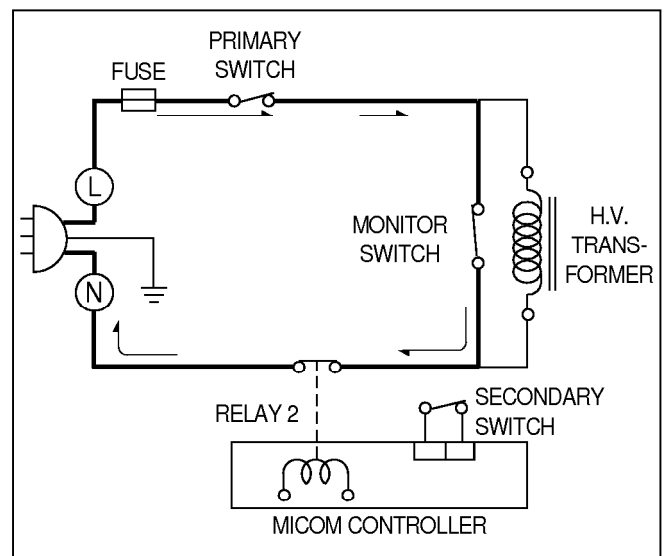 PRIMARY
SWITCH
FUSE
L
MONITOR
SWITCH
H.V.
TRANS-
FORMER
N
RELAY 2
SECONDARY
SWITCH
MICOM CONTROLLER